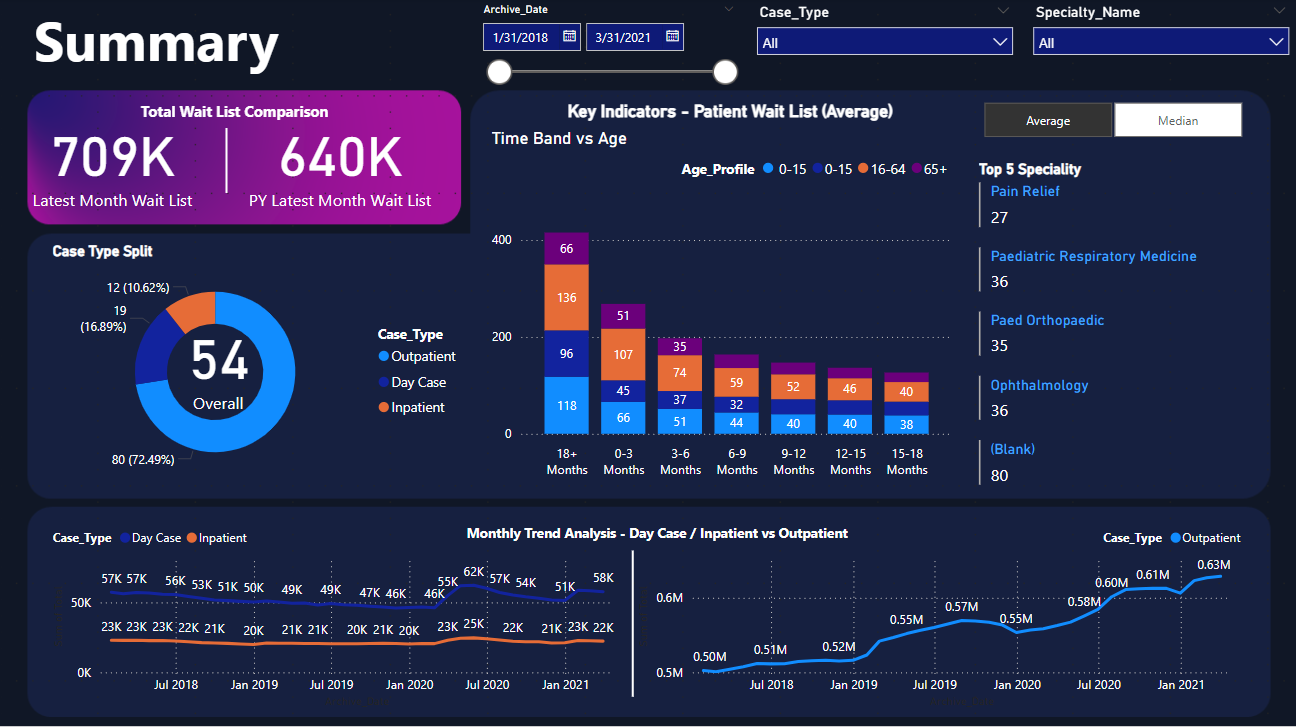 Summary
Archive_Date
1/31/2018
3/31/2021
Case_Type
All
Specialty_Name
All
Total Wait List Comparison
709K
640K
Latest Month Wait List
PY Latest Month Wait List
Key Indicators - Patient Wait List (Average)
Average
Median
Time Band vs Age
Age_Profile 0-15 0-15 16-64 65+
400
200
0
66
136
96
118
51
107
45
66
35
74
37
51
59
32
44
52
40
46
40
40
38
18+ Months
0-3 Months
3-6 Months
6-9 Months
9-12 Months
12-15 Months
15-18 Months
Top 5 Speciality
Pain Relief
27
Paediatric Respiratory Medicine
36
Paed Orthopaedic
35
Ophthalmology
36
(Blank)
80
Case Type Split
12 (10.62%)
19
(16.89%)
54
Overall
80 (72.49%)
Case_Type
Outpatient
Day Case
Inpatient
Monthly Trend Analysis - Day Case / Inpatient vs Outpatient
Case_Type Day Case Inpatient
57K 57K 56K 53K 51K 50K 49K 49K 47K 46K 46K 55K 62K 57K 54K 51K 58K
50K
23K 23K 23K 22K 21K 20K 21K 21K 20K 21K 20K 23K 25K 22K 21K 23K 22K
0K
Jul 2018 Jan 2019 Jul 2019 Jan 2020 Jul 2020 Jan 2021
Case_Type Outpatient
0.6M
0.5M
0.50M 0.51M 0.52M 0.55M 0.57M 0.55M 0.58M 0.60M 0.61M 0.63M
Jul 2018 Jan 2019 Jul 2019 Jan 2020 Jul 2020 Jan 2021